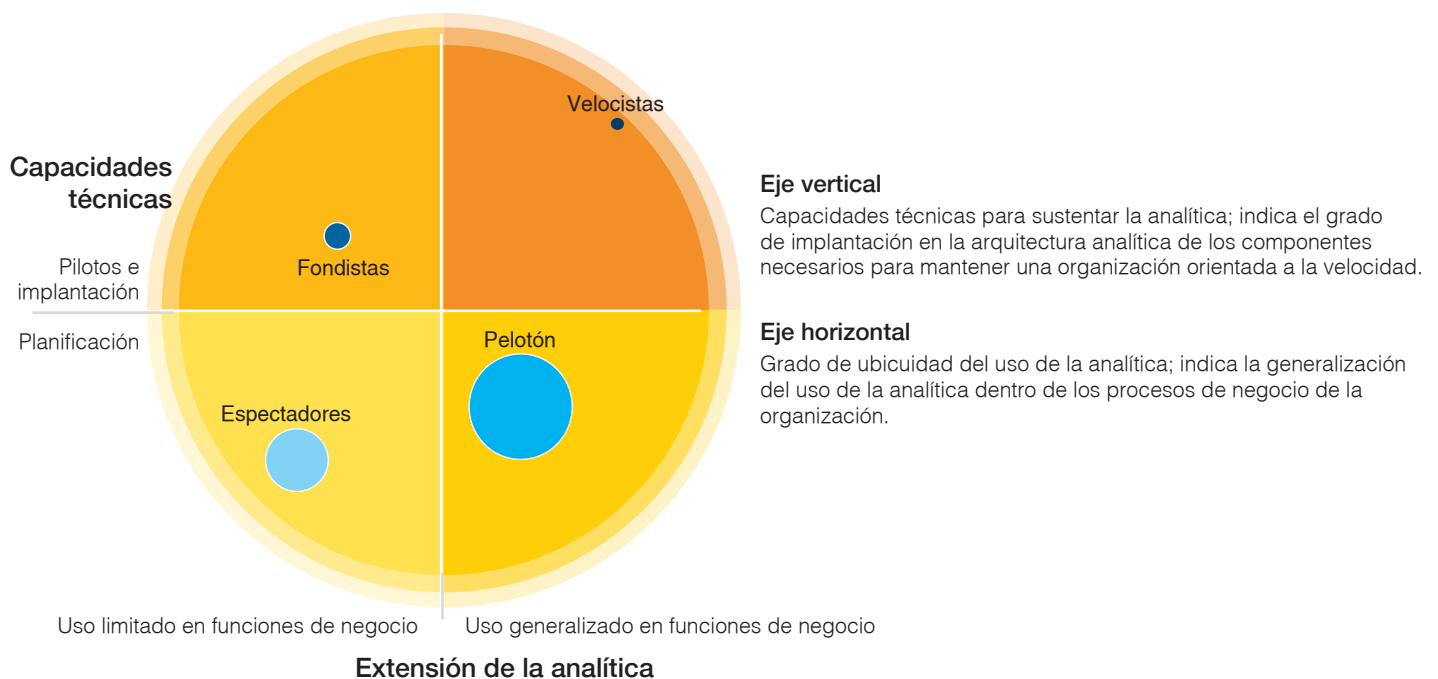 Velocistas
Capacidades
técnicas
Fondistas
Pilotos e
implantación
Planificación
Pelotón
Espectadores
Uso limitado en funciones de negocio
Uso generalizado en funciones de negocio
Extensión de la analítica
Eje vertical
Capacidades técnicas para sustentar la analítica; indica el grado
de implantación en la arquitectura analítica de los componentes
necesarios para mantener una organización orientada a la velocidad.
Eje horizontal
Grado de ubicuidad del uso de la analítica; indica la generalización
del uso de la analítica dentro de los procesos de negocio de la
organización.